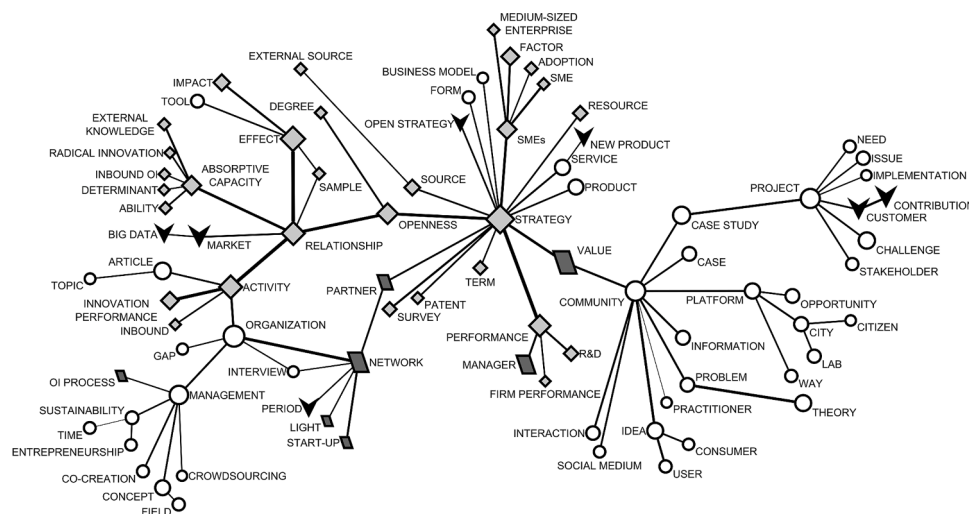 MEDIUM-SIZED
ENTERPRISE
FACTOR
ADOPTION
SME
EXTERNAL SOURCE
BUSINESS MODEL
FORM
OPEN STRATEGY
SMEs
RESOURCE
NEW PRODUCT
SERVICE
PRODUCT
IMPACT
TOOL
DEGREE
EFFECT
EXTERNAL
KNOWLEDGE
RADICAL INNOVATION
INBOUND OI
DETERMINANT
ABILITY
ABSORPTIVE
CAPACITY
SAMPLE
SOURCE
BIG DATA
MARKET
RELATIONSHIP
OPENNESS
STRATEGY
NEED
ISSUE
IMPLEMENTATION
PROJECT
CONTRIBUTION
CUSTOMER
CASE STUDY
CHALLENGE
STAKEHOLDER
ARTICLE
TOPIC
ACTIVITY
INNOVATION
PERFORMANCE
INBOUND
PARTNER
TERM
PATENT
SURVEY
VALUE
CASE
COMMUNITY
PLATFORM
OPPORTUNITY
CITY
CITIZEN
LAB
WAY
ORGANIZATION
GAP
INTERVIEW
NETWORK
PERFORMANCE
MANAGER
R&D
FIRM PERFORMANCE
INFORMATION
PROBLEM
PRACTITIONER
THEORY
OI PROCESS
MANAGEMENT
PERIOD
LIGHT
START-UP
SUSTAINABILITY
TIME
ENTREPRENEURSHIP
CO-CREATION
CONCEPT
FIELD
CROWDSOURCING
INTERACTION
SOCIAL MEDIUM
IDEA
CONSUMER
USER